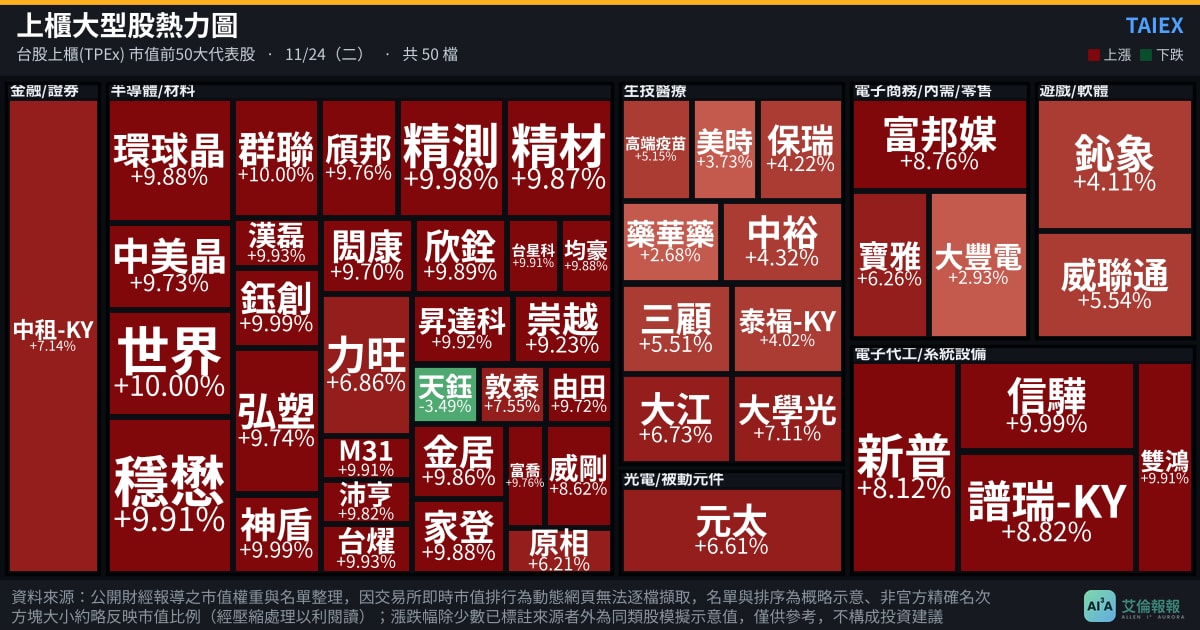 上櫃大型股熱力圖
TAIEX
台股上櫃(TPEx) 市值前50大代表股 · 11/24（二） · 共 50 檔
上漲 下跌
金融/證券
中租-KY
+7.14%
半導體/材料
環球晶
+9.88%
群聯
+10.00%
頎邦
+9.76%
精測
+9.98%
精材
+9.87%
中美晶
+9.73%
漢磊
+9.93%
閎康
+9.70%
欣銓
+9.89%
台星科
+9.91%
均豪
+9.88%
鈺創
+9.99%
世界
+10.00%
力旺
+6.86%
昇達科
+9.92%
崇越
+9.23%
弘塑
+9.74%
天鈺
-3.49%
敦泰
+7.55%
由田
+9.72%
穩懋
+9.91%
M31
+9.91%
金居
+9.86%
富喬
+9.76%
威剛
+8.62%
沛亨
+9.82%
神盾
+9.99%
台燿
+9.93%
家登
+9.88%
原相
+6.21%
生技醫療
高端疫苗
+5.15%
美時
+3.73%
保瑞
+4.22%
藥華藥
+2.68%
中裕
+4.32%
三顧
+5.51%
泰福-KY
+4.02%
大江
+6.73%
大學光
+7.11%
光電/被動元件
元太
+6.61%
電子商務/內需/零售
富邦媒
+8.76%
寶雅
+6.26%
大豐電
+2.93%
遊戲/軟體
鈊象
+4.11%
威聯通
+5.54%
電子代工/系統設備
新普
+8.12%
信驊
+9.99%
譜瑞-KY
+8.82%
雙鴻
+9.91%
資料來源：公開財經報導之市值權重與名單整理，因交易所即時市值排行為動態網頁無法逐檔擷取，名單與排序為概略示意、非官方精確名次
方塊大小約略反映市值比例（經壓縮處理以利閱讀）；漲跌幅除少數已標註來源者外為同類股模擬示意值，僅供參考，不構成投資建議
艾倫報報